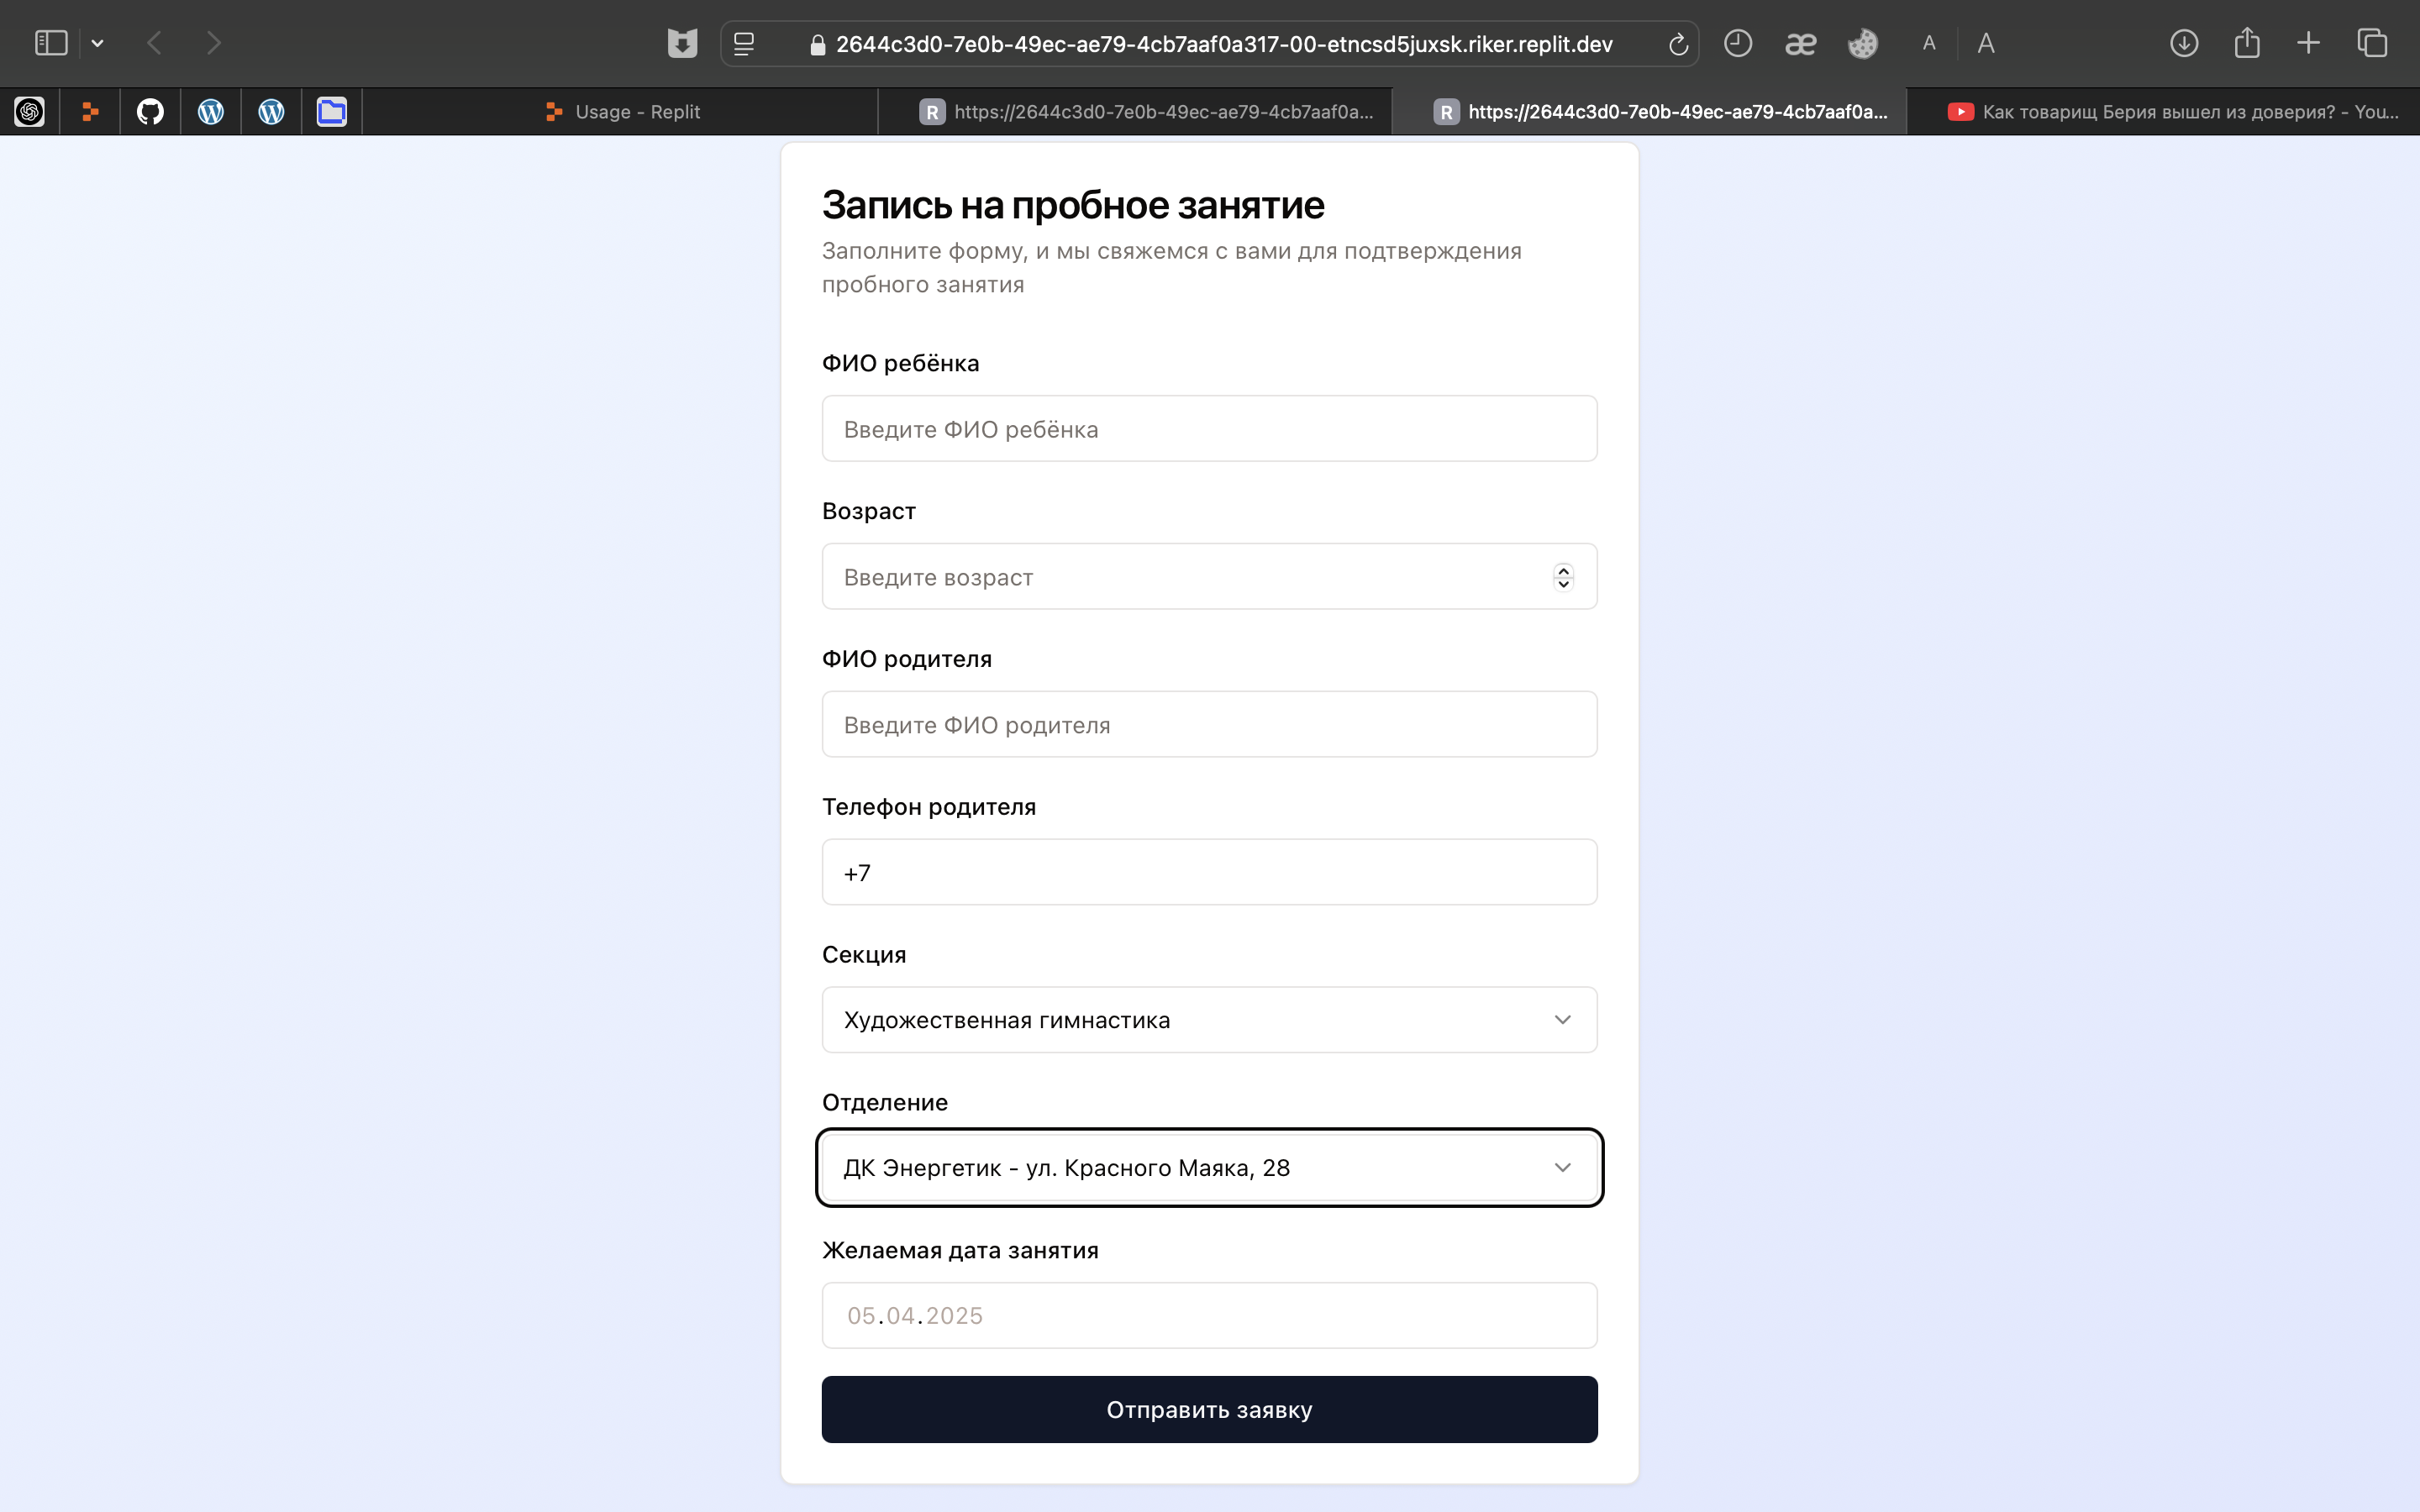 2644c3d0-7e0b-49ec-ae79-4cb7aaf0a317-00-etncsd5juxsk.riker.replit.dev
æ
A
A
Usage - Replit
R
https://2644c3d0-7e0b-49ec-ae79-4cb7aaf0a...
R
https://2644c3d0-7e0b-49ec-ae79-4cb7aaf0a...
Как товарищ Берия вышел из доверия? - You...
Запись на пробное занятие
Заполните форму, и мы свяжемся с вами для подтверждения
пробного занятия
ФИО ребёнка
Введите ФИО ребёнка
Возраст
Введите возраст
ФИО родителя
Введите ФИО родителя
Телефон родителя
+7
Секция
Художественная гимнастика
Отделение
ДК Энергетик - ул. Красного Маяка, 28
Желаемая дата занятия
05.04.2025
Отправить заявку